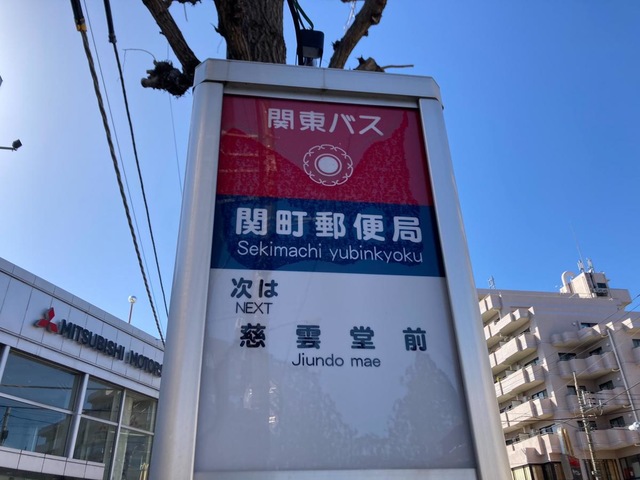 関東バス
関町郵便局
Sekimachi yubinkyoku
次は
NEXT
慈雲堂前
Jiundo mae
MITSUBISHI MOTORS